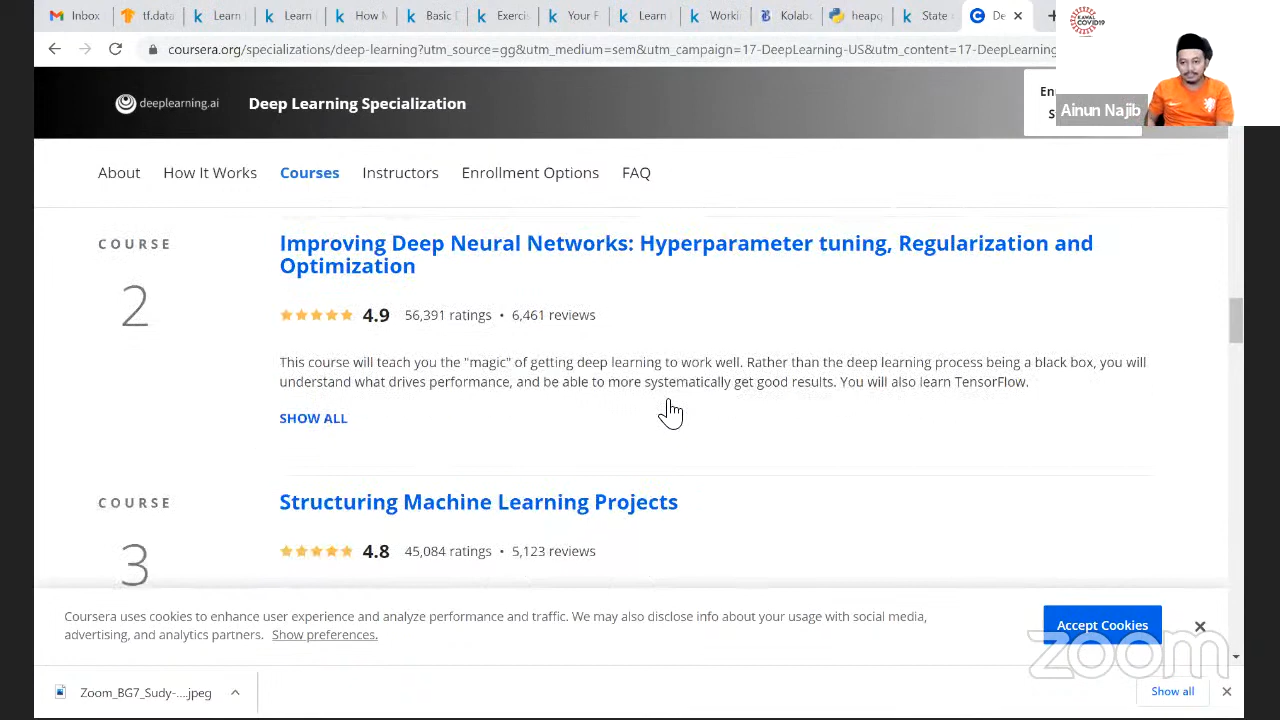 Inbox
tf.data
Learn
Learn
How M
Basic D
Exercis
Your F
Learn
Worki
Kolab
heapq
State
De
coursera.org/specializations/deep-learning?utm_source=gg&utm_medium=sem&utm_campaign=17-DeepLearning-US&utm_content=17-DeepLearning
KAWAL
COVID19
Ainun Najib
deeplearning.ai
Deep Learning Specialization
En
S
About
How It Works
Courses
Instructors
Enrollment Options
FAQ
COURSE
2
Improving Deep Neural Networks: Hyperparameter tuning, Regularization and
Optimization
4.9 56,391 ratings • 6,461 reviews
This course will teach you the "magic" of getting deep learning to work well. Rather than the deep learning process being a black box, you will
understand what drives performance, and be able to more systematically get good results. You will also learn TensorFlow.
SHOW ALL
COURSE
3
Structuring Machine Learning Projects
4.8 45,084 ratings • 5,123 reviews
Coursera uses cookies to enhance user experience and analyze performance and traffic. We may also disclose info about your usage with social media,
advertising, and analytics partners. Show preferences.
Accept Cookies
zoom
Zoom_BG7_Sudy-....jpeg
Show all